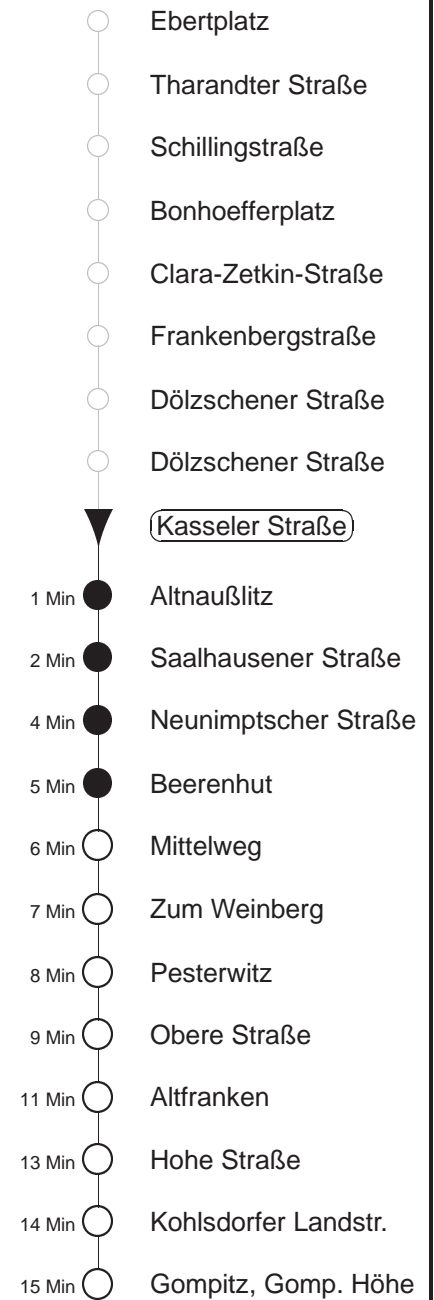 Ebertplatz
Tharandter Straße
Schillingstraße
Bonhoefferplatz
Clara-Zetkin-Straße
Frankenbergstraße
Dölzschener Straße
Dölzschener Straße
Kasseler Straße
1 Min Altnaußlitz
2 Min Saalhausener Straße
4 Min Neunimptscher Straße
5 Min Beerenhut
6 Min Mittelweg
7 Min Zum Weinberg
8 Min Pesterwitz
9 Min Obere Straße
11 Min Altfranken
13 Min Hohe Straße
14 Min Kohlsdorfer Landstr.
15 Min Gompitz, Gomp. Höhe